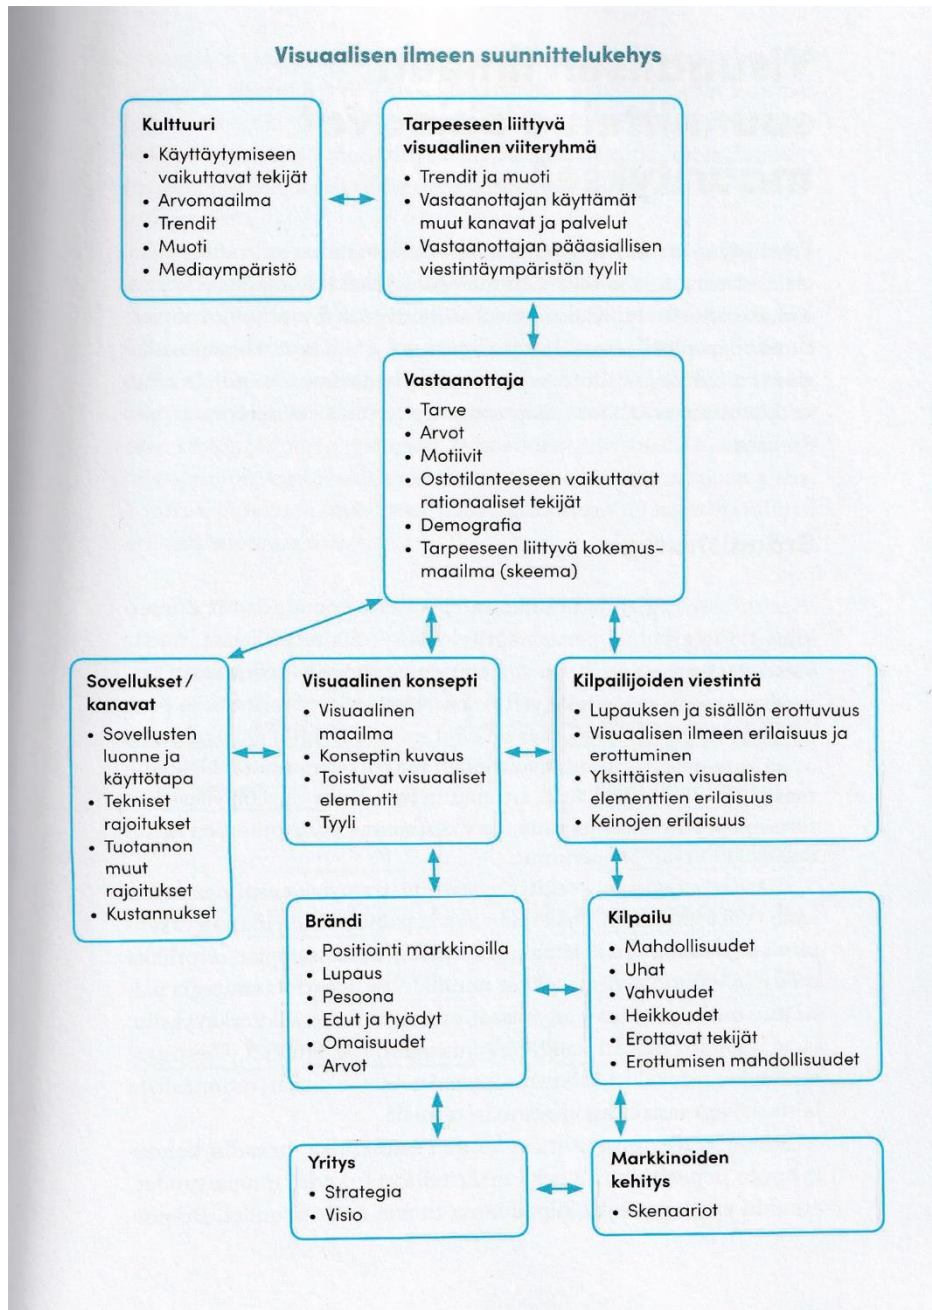 Visuaalisen ilmeen suunnittelukehys
Kulttuuri
• Käyttäytymiseen
vaikuttavat tekijät
• Arvomaailma
• Trendit
• Muoti
• Mediaympäristö
Tarpeeseen liittyvä
visuaalinen viiteryhmä
• Trendit ja muoti
• Vastaanottajan käyttämät
muut kanavat ja palvelut
• Vastaanottajan pääasiallisen
viestintäympäristön tyylit
Vastaanottaja
• Tarve
• Arvot
• Motiivit
• Ostotilanteeseen vaikuttavat
rationaaliset tekijät
• Demografia
• Tarpeeseen liittyvä kokemus-
maailma (skeema)
Sovellukset/
kanavat
• Sovellusten
luonne ja
käyttötapa
• Tekniset
rajoitukset
• Tuotannon
muut
rajoitukset
• Kustannukset
Visuaalinen konsepti
• Visuaalinen
maailma
• Konseptin kuvaus
• Toistuvat visuaaliset
elementit
• Tyyli
Kilpailijoiden viestintä
• Lupauksen ja sisällön erottuvuus
• Visuaalisen ilmeen erilaisuus ja
erottuminen
• Yksittäisten visuaalisten
elementtien erilaisuus
• Keinojen erilaisuus
Brändi
• Positiointi markkinoilla
• Lupaus
• Pesoona
• Edut ja hyödyt
• Omaisuudet
• Arvot
Kilpailu
• Mahdollisuudet
• Uhat
• Vahvuudet
• Heikkoudet
• Erottavat tekijät
• Erottumisen mahdollisuudet
Yritys
• Strategia
• Visio
Markkinoiden
kehitys
• Skenaariot